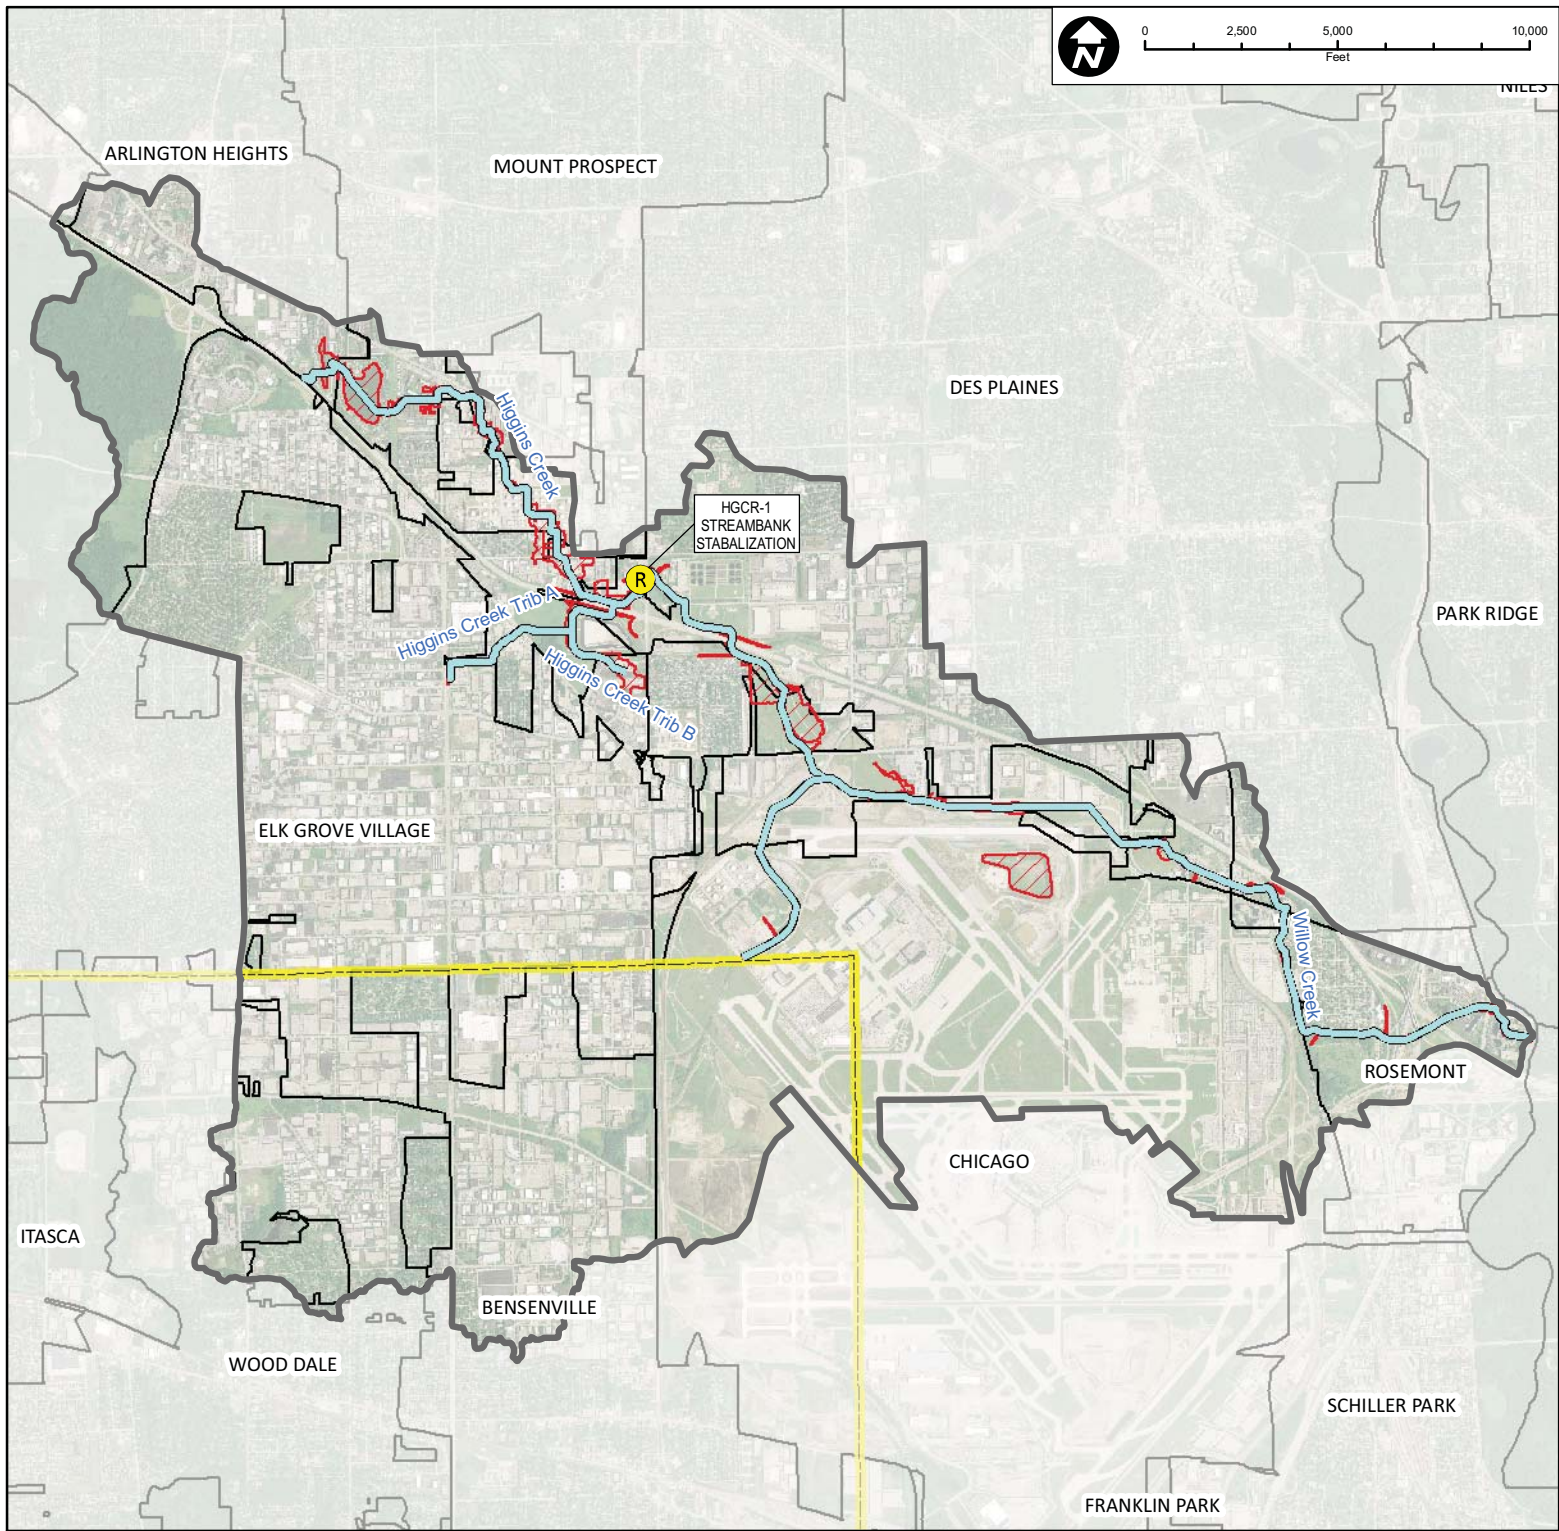 N
0 2,500 5,000 10,000
Feet
NILES
ARLINGTON HEIGHTS
MOUNT PROSPECT
DES PLAINES
Higgins Creek
HGCR-1
STREAMBANK
STABALIZATION
R
Higgins Creek Trib A
PARK RIDGE
Higgins Creek Trib B
ELK GROVE VILLAGE
Willow Creek
ROSEMONT
CHICAGO
ITASCA
BENSENVILLE
WOOD DALE
SCHILLER PARK
FRANKLIN PARK